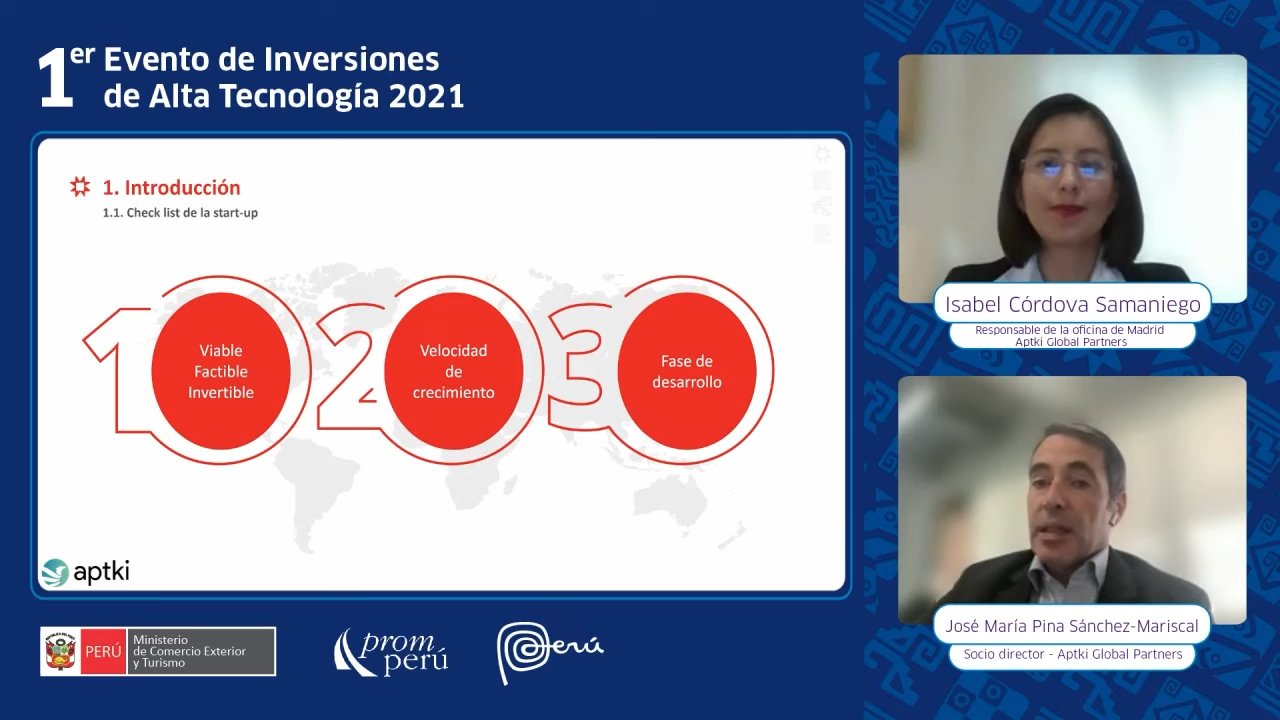 1er Evento de Inversiones
de Alta Tecnología 2021
1. Introducción
1.1. Check list de la start-up
1
Viable
Factible
Invertible
2
Velocidad
de
crecimiento
3
Fase de
desarrollo
aptki
PERÚ
Ministerio
de Comercio Exterior
y Turismo
prom
perú
Perú
Isabel Córdova Samaniego
Responsable de la oficina de Madrid
Aptki Global Partners
José María Pina Sánchez-Mariscal
Socio director - Aptki Global Partners